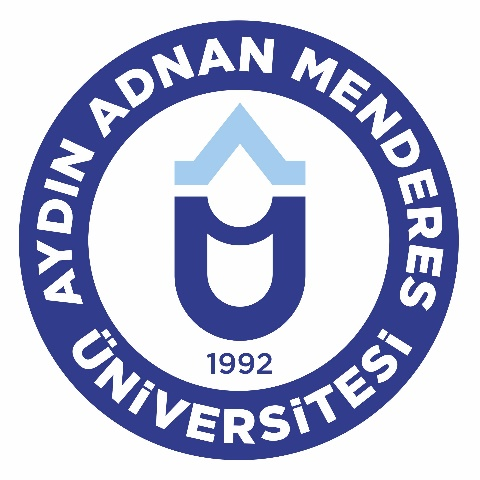 AYDIN ADNAN MENDERES
ÜNİVERSİTESİ
1992